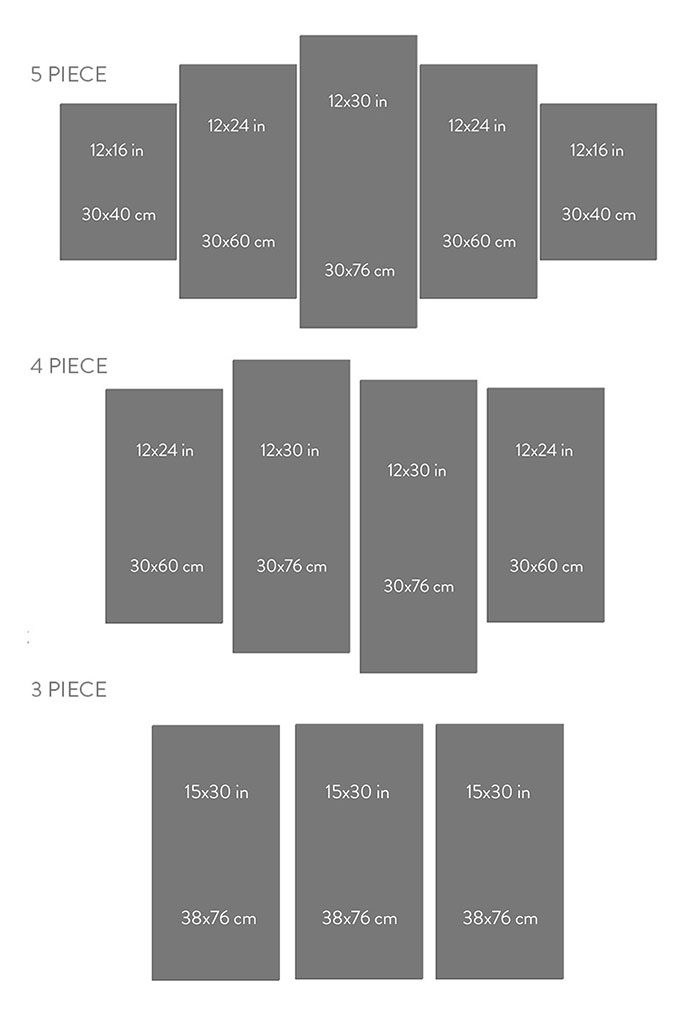 5 PIECE
12x16 in
30x40 cm
12x24 in
30x60 cm
12x30 in
30x76 cm
12x24 in
30x60 cm
12x16 in
30x40 cm
4 PIECE
12x24 in
30x60 cm
12x30 in
30x76 cm
12x30 in
30x76 cm
12x24 in
30x60 cm
3 PIECE
15x30 in
38x76 cm
15x30 in
38x76 cm
15x30 in
38x76 cm